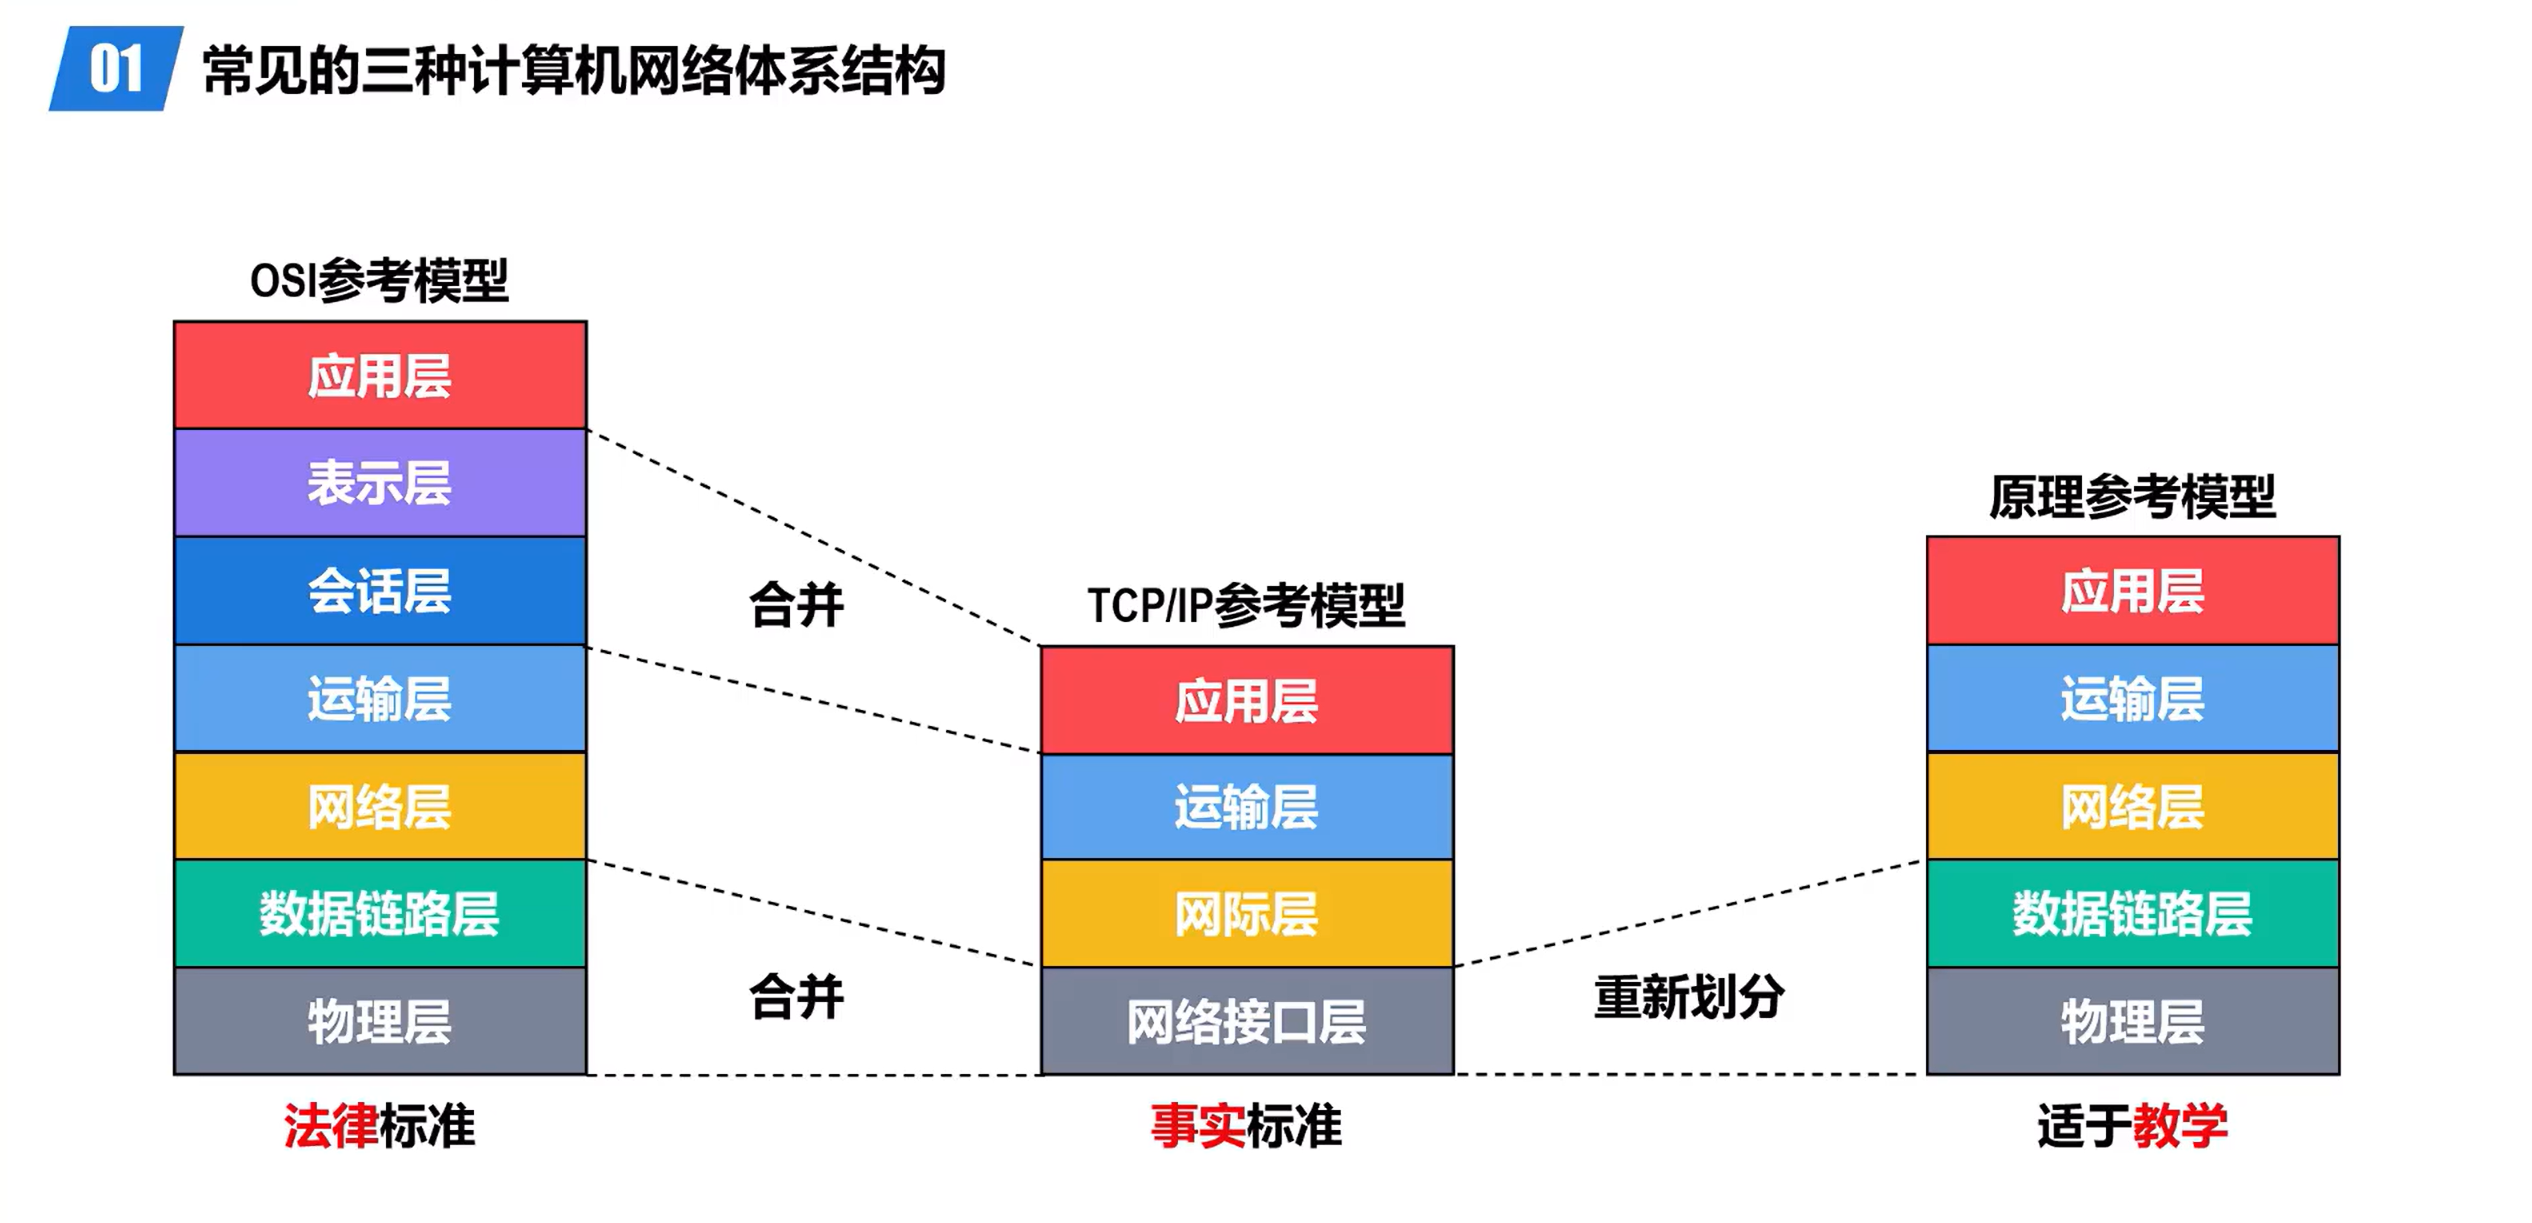 01 常见的三种计算机网络体系结构
OSI参考模型
应用层
表示层
会话层
运输层
网络层
数据链路层
物理层
法律标准
合并
合并
TCP/IP参考模型
应用层
运输层
网际层
网络接口层
事实标准
重新划分
原理参考模型
应用层
运输层
网络层
数据链路层
物理层
适于教学